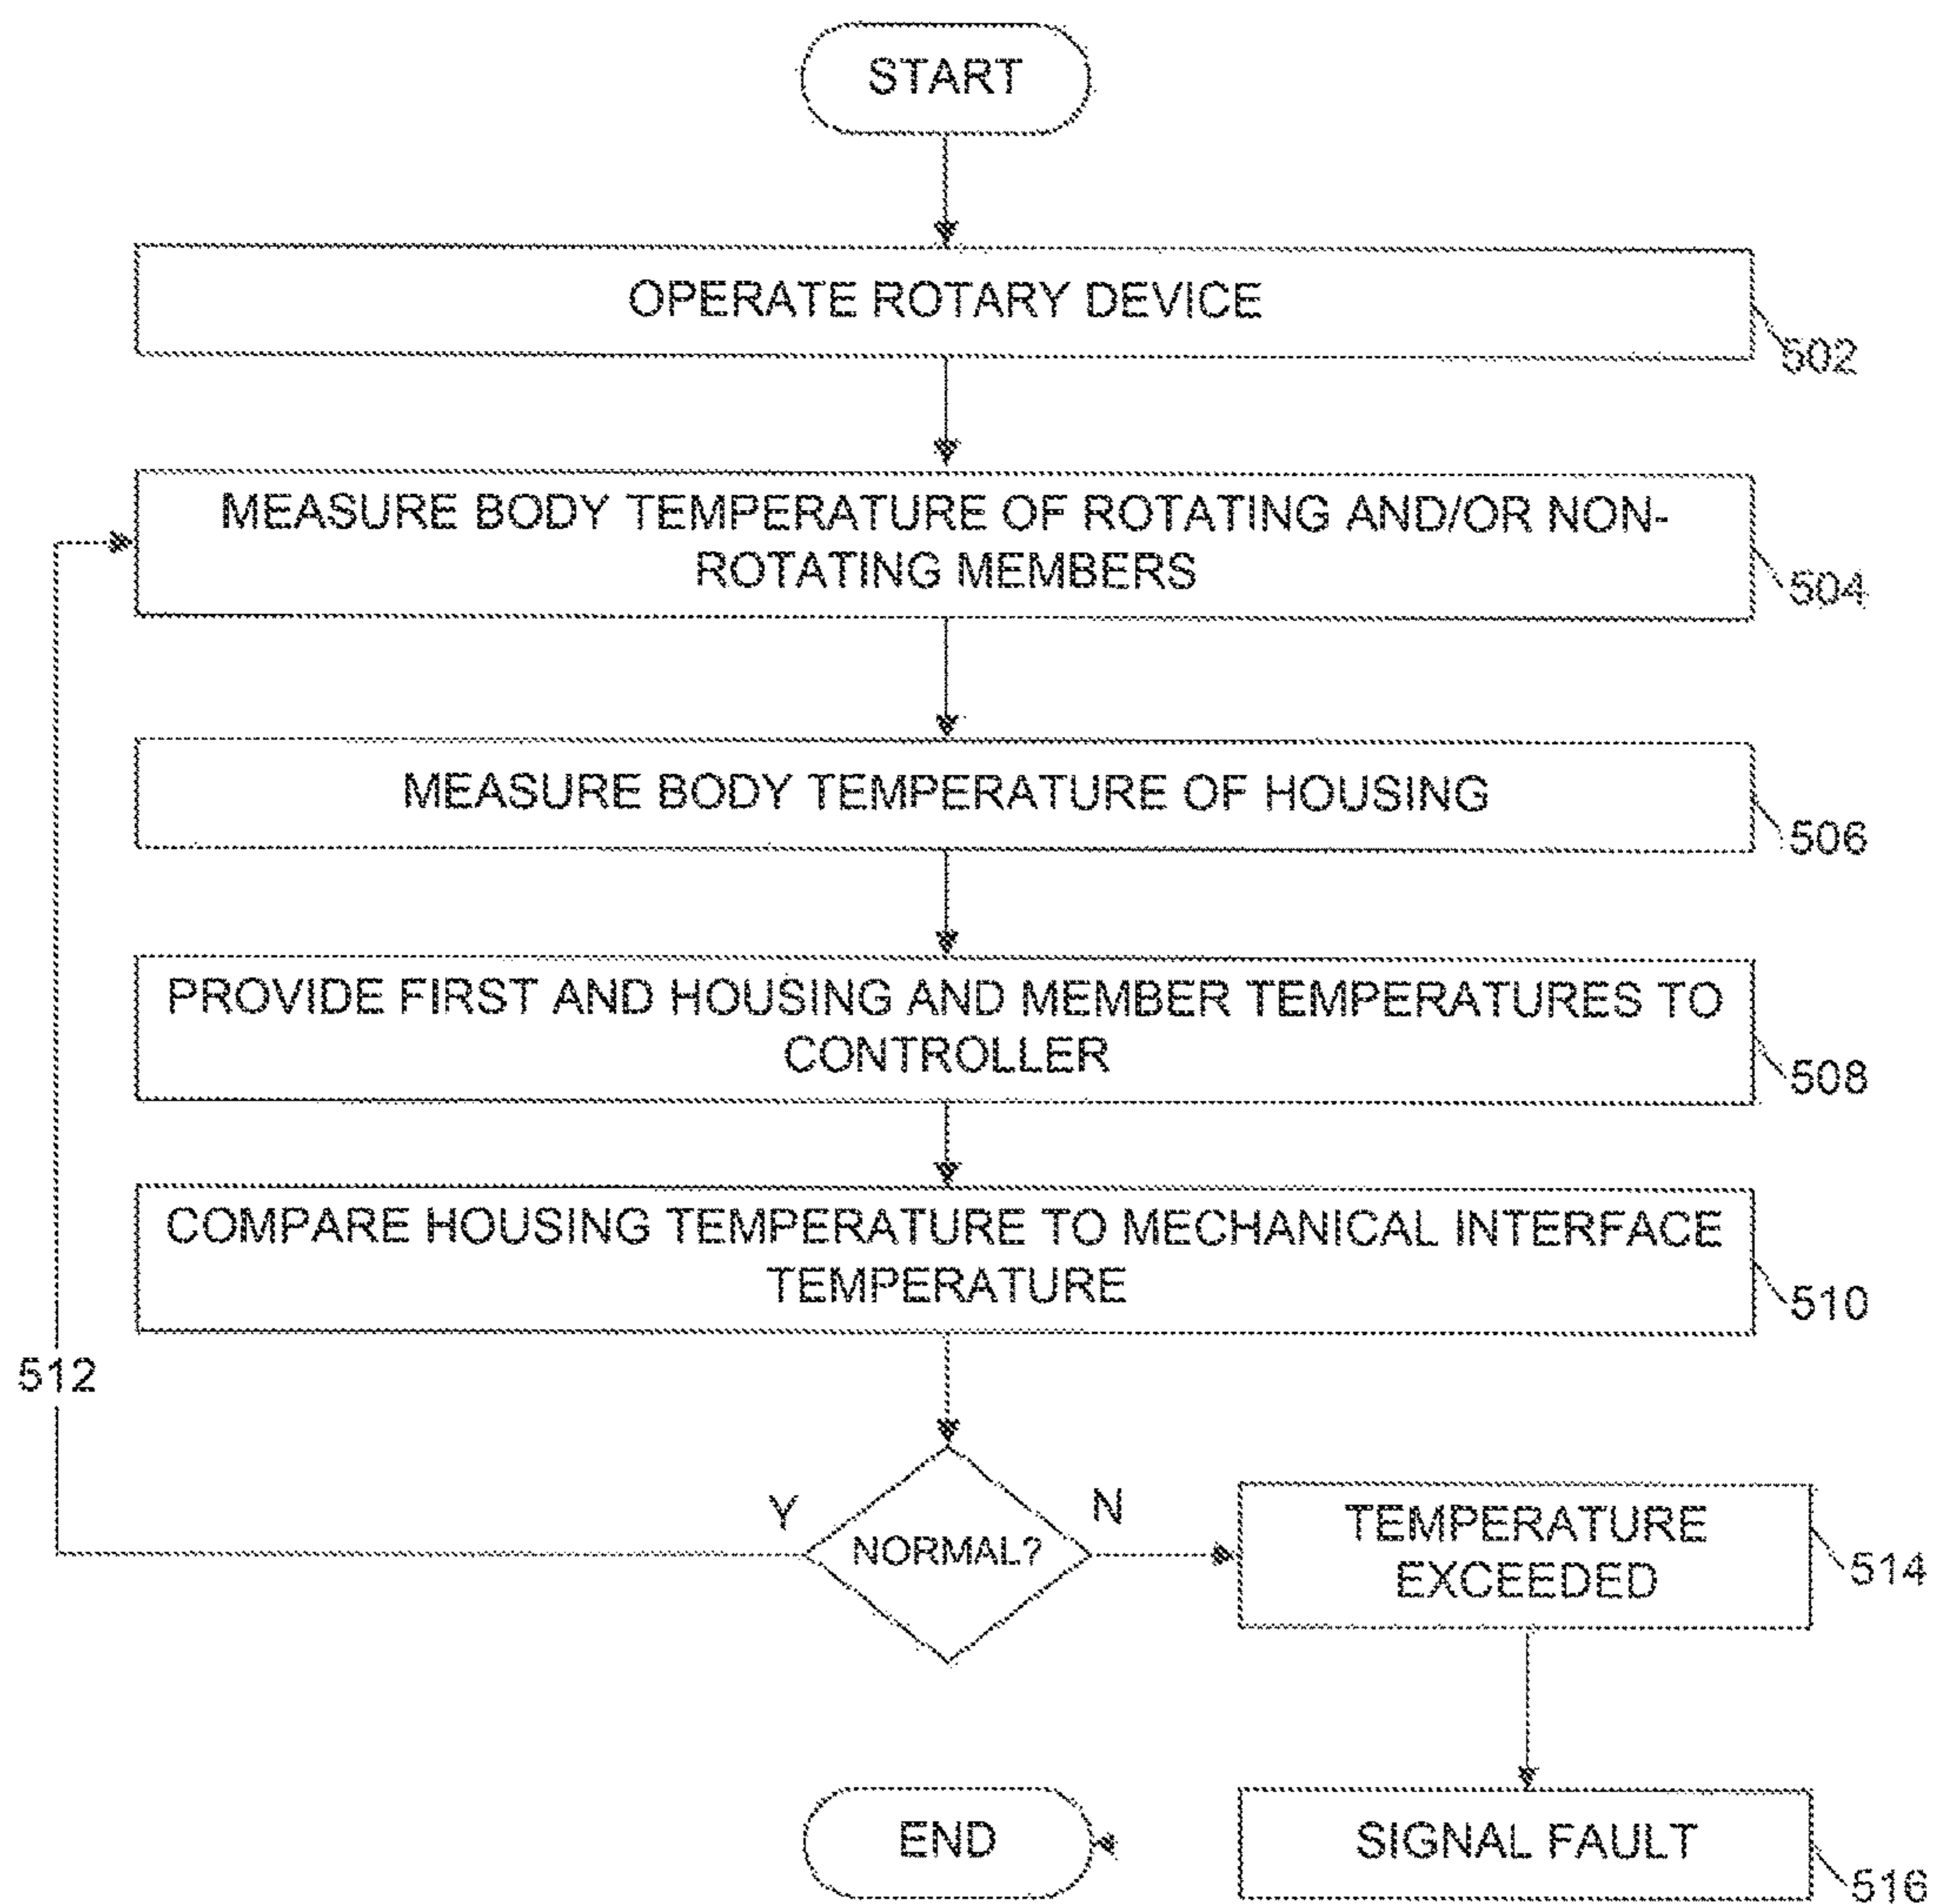 START
OPERATE ROTARY DEVICE
502
MEASURE BODY TEMPERATURE OF ROTATING AND/OR NON-
ROTATING MEMBERS
504
MEASURE BODY TEMPERATURE OF HOUSING
506
PROVIDE FIRST AND HOUSING AND MEMBER TEMPERATURES TO
CONTROLLER
508
COMPARE HOUSING TEMPERATURE TO MECHANICAL INTERFACE
TEMPERATURE
510
512
Y
NORMAL?
N
TEMPERATURE
EXCEEDED
514
END
SIGNAL FAULT
516